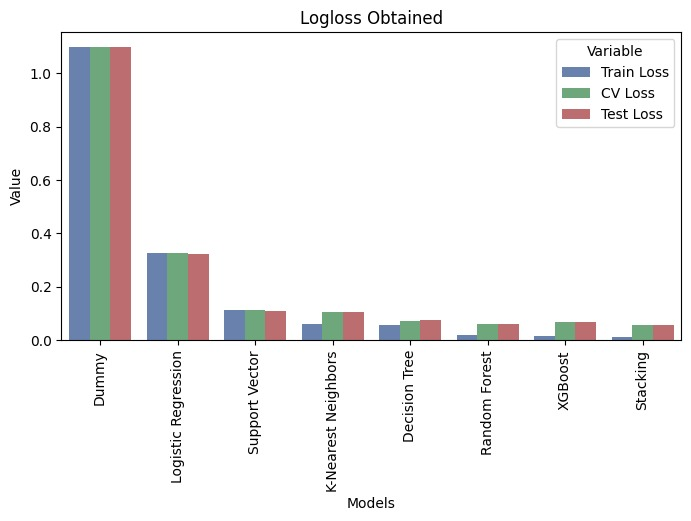 Logloss Obtained
Variable
Train Loss
CV Loss
Test Loss
Value
1.0
0.8
0.6
0.4
0.2
0.0
Dummy
Logistic Regression
Support Vector
K-Nearest Neighbors
Decision Tree
Random Forest
XGBoost
Stacking
Models